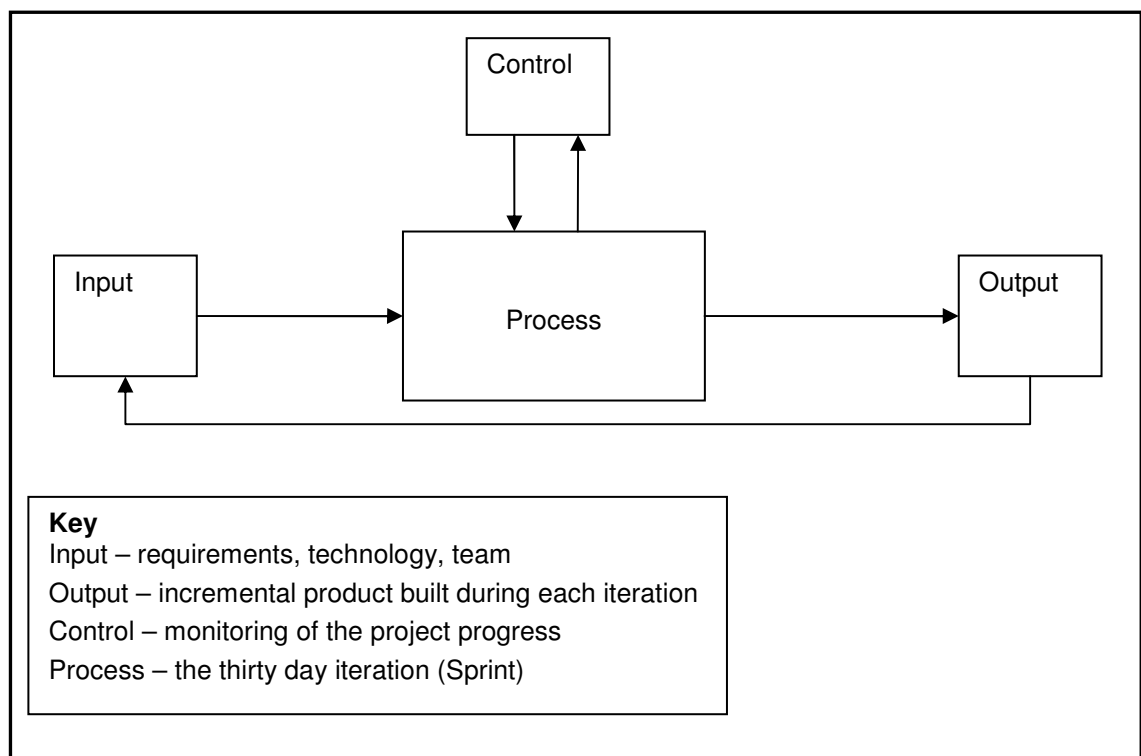 Control
Input
Process
Output
Key
Input – requirements, technology, team
Output – incremental product built during each iteration
Control – monitoring of the project progress
Process – the thirty day iteration (Sprint)